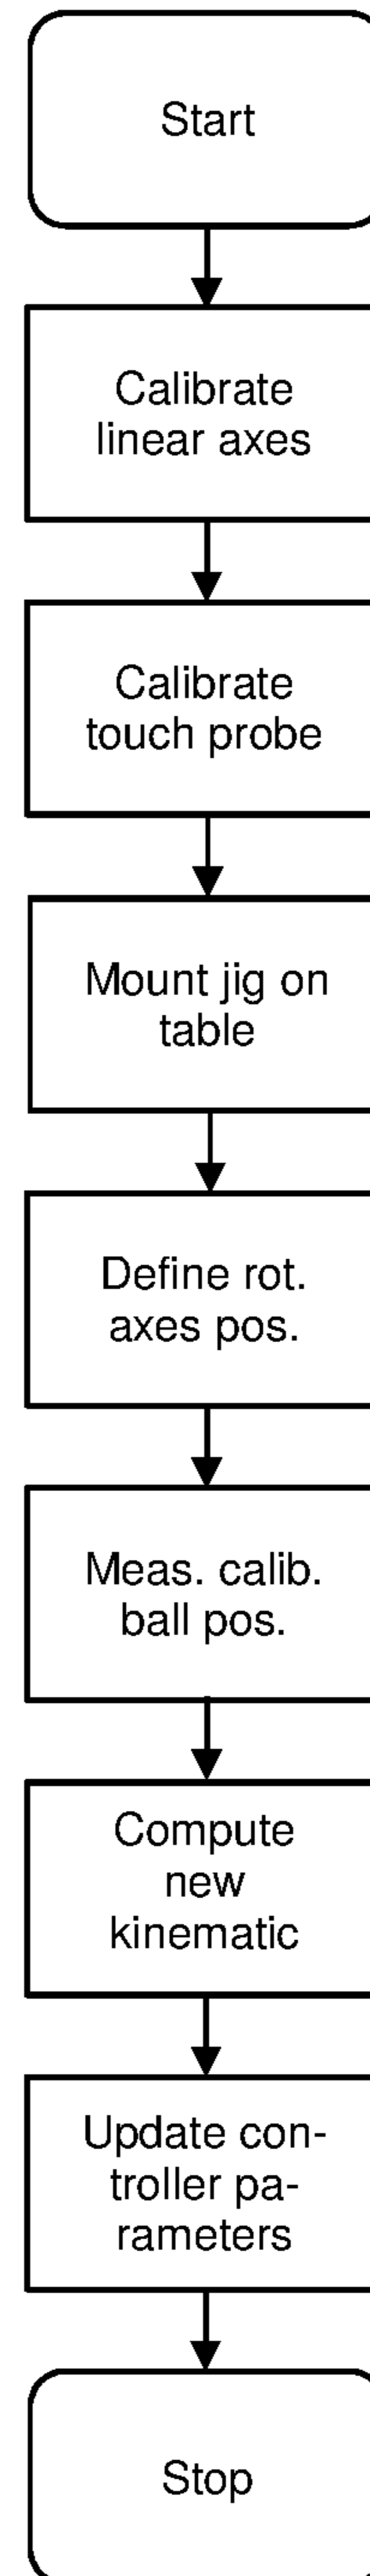 Start
Calibrate
linear axes
Calibrate
touch probe
Mount jig on
table
Define rot.
axes pos.
Meas. calib.
ball pos.
Compute
new
kinematic
Update con-
troller pa-
rameters
Stop